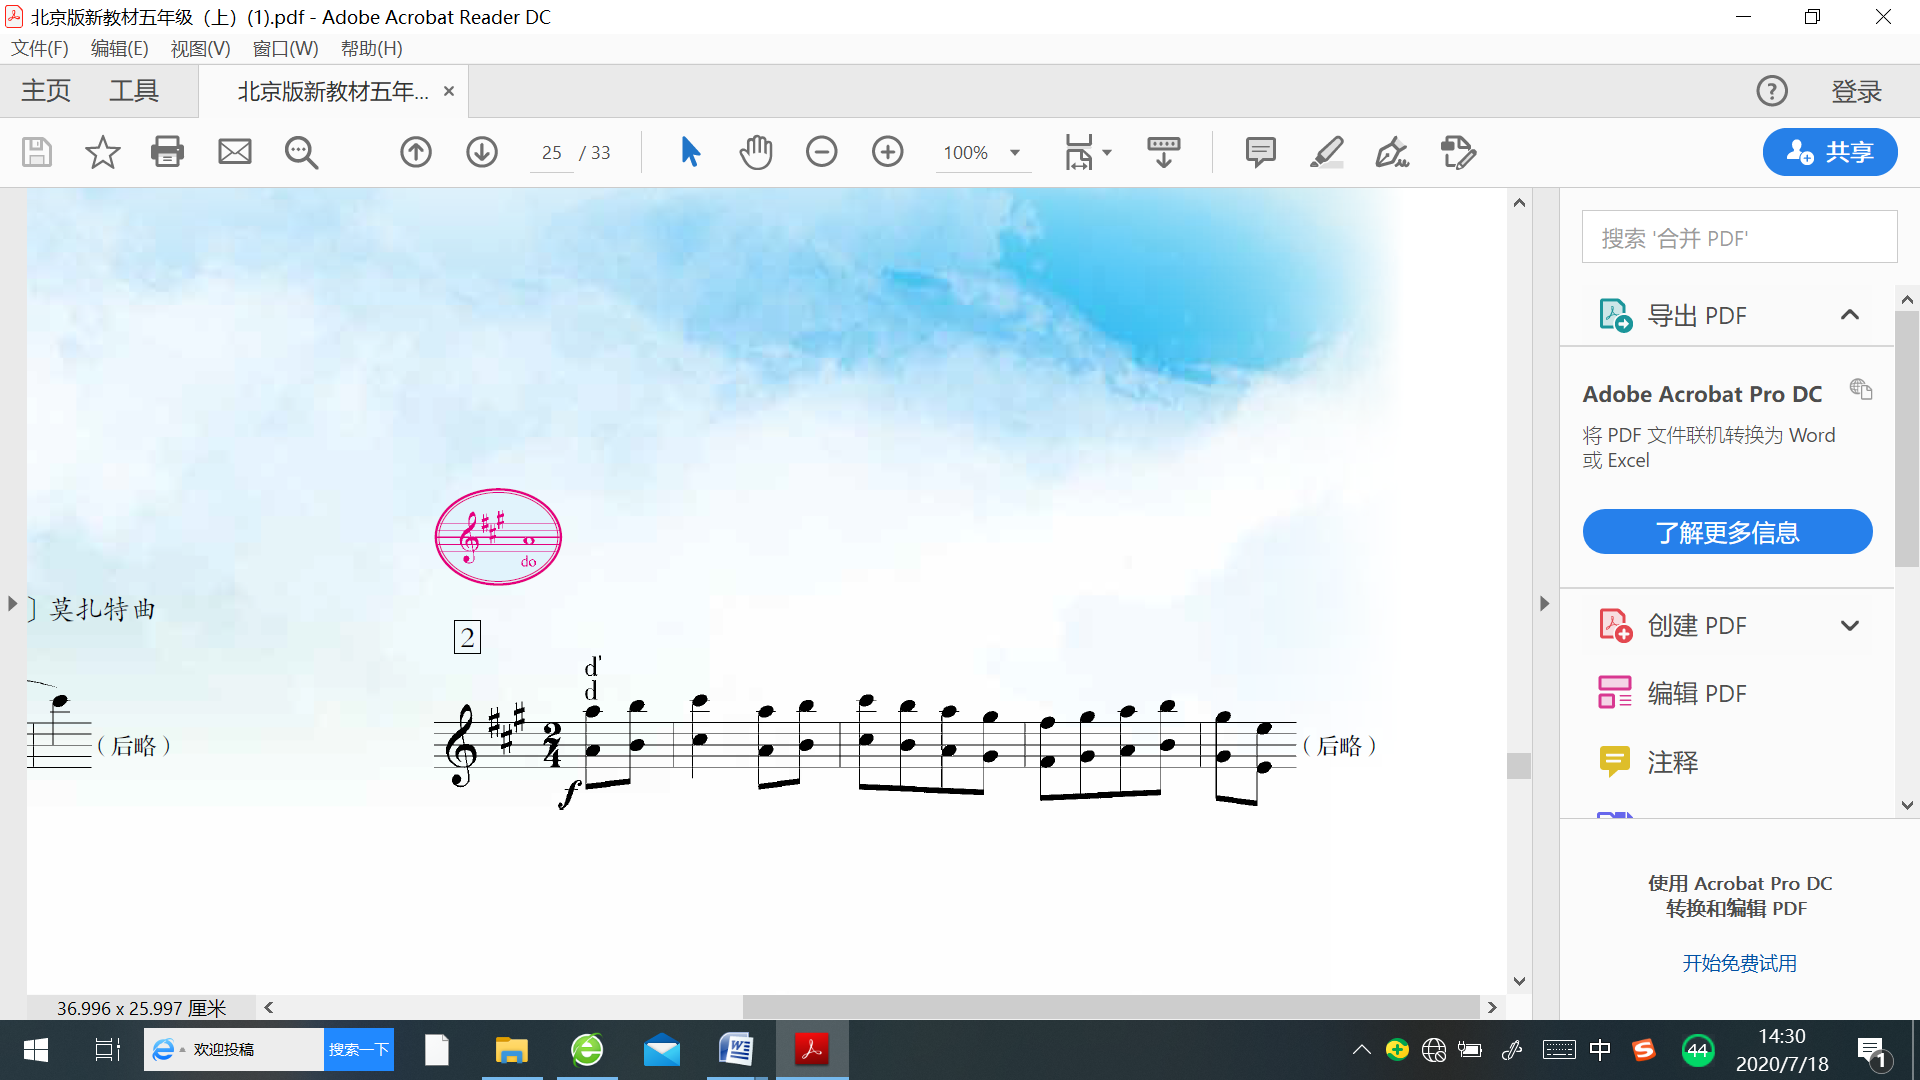 北京版新教材五年级（上）(1).pdf - Adobe Acrobat Reader DC
文件(F) 编辑(E) 视图(V) 窗口(W) 帮助(H)
主页 工具 北京版新教材五年... × 登录
25 / 33 100% 共享
搜索 '合并 PDF'
导出 PDF
Adobe Acrobat Pro DC
将 PDF 文件联机转换为 Word
或 Excel
了解更多信息
创建 PDF
编辑 PDF
注释
使用 Acrobat Pro DC
转换和编辑 PDF
开始免费试用
do
〕莫扎特曲
2
d'
d
2
4
f
（后略）
（后略）
36.996 x 25.997 厘米
欢迎投稿 搜索一下
中 44
14:30
2020/7/18
1